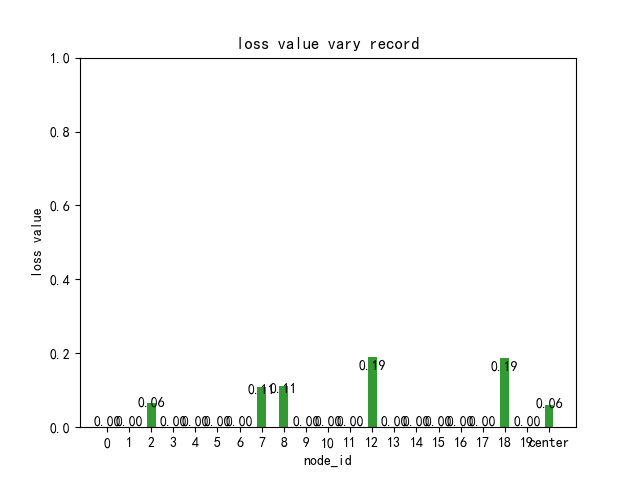 loss value vary record
1.0
0.8
0.6
0.4
0.2
0.0
loss value
0.00 0.00 0.06 0.00 0.00 0.00 0.00 0.11 0.11 0.00 0.00 0.00 0.19 0.00 0.00 0.00 0.00 0.00 0.19 0.00 0.06
0 1 2 3 4 5 6 7 8 9 10 11 12 13 14 15 16 17 18 19 center
node_id